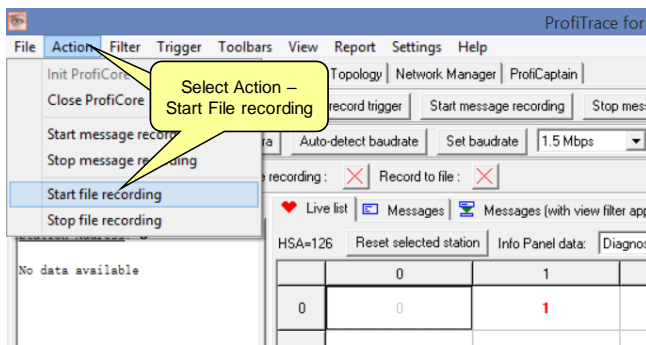 ProfiTrace for
File Action Filter Trigger Toolbars View Report Settings Help
Init ProfiCore
Topology Network Manager ProfiCaptain
Select Action –
Start File recording
Close ProfiCore
record trigger Start message recording Stop mess
Start message recording
ra Auto-detect baudrate Set baudrate 1.5 Mbps
Stop message recording
recording : Record to file :
Start file recording
Live list Messages Messages (with view filter app
Stop file recording
HSA=126 Reset selected station Info Panel data: Diagnos
No data available
0 1
0 0 1